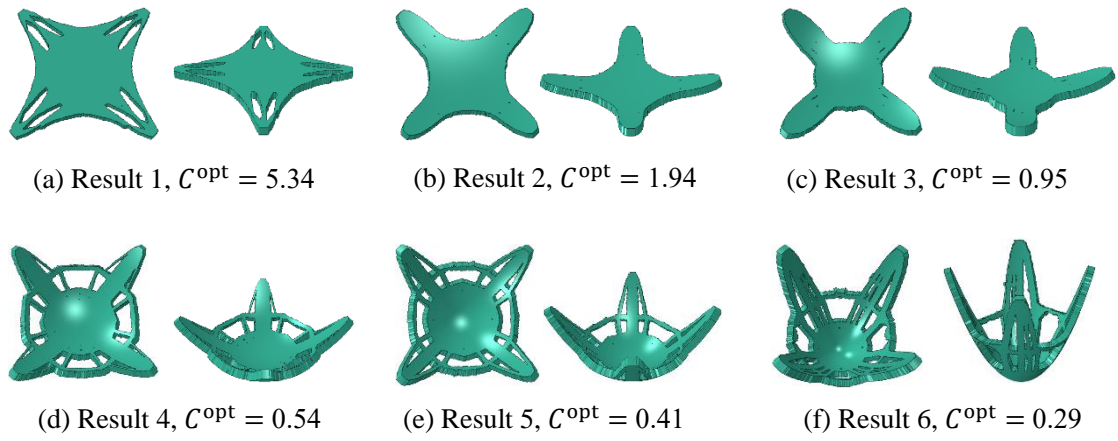 (a) Result 1, C^opt = 5.34
(b) Result 2, C^opt = 1.94
(c) Result 3, C^opt = 0.95
(d) Result 4, C^opt = 0.54
(e) Result 5, C^opt = 0.41
(f) Result 6, C^opt = 0.29